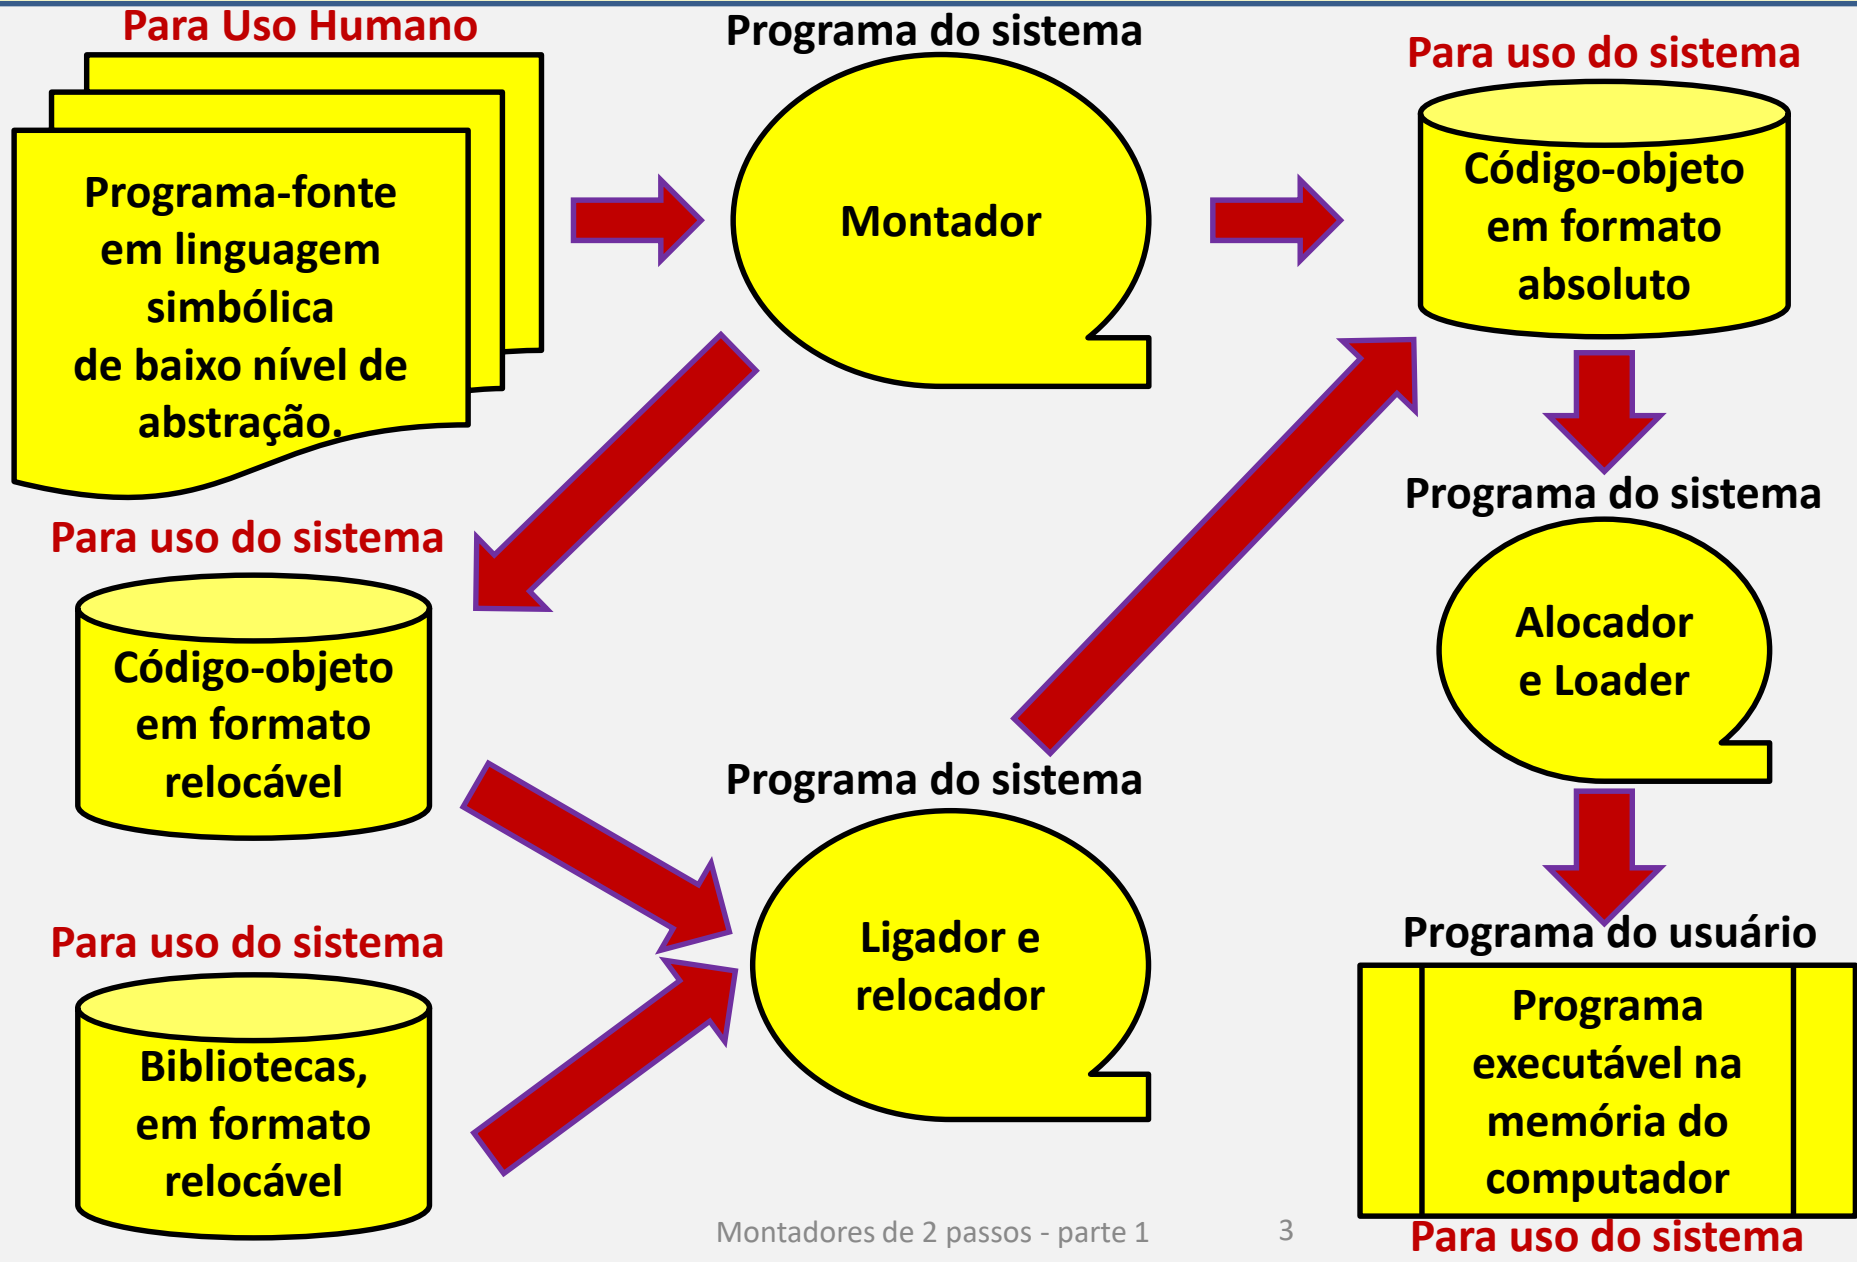 Para Uso Humano
Programa-fonte
em linguagem
simbólica
de baixo nível de
abstração.
Programa do sistema
Montador
Para uso do sistema
Código-objeto
em formato
absoluto
Para uso do sistema
Código-objeto
em formato
relocável
Programa do sistema
Alocador
e Loader
Para uso do sistema
Bibliotecas,
em formato
relocável
Programa do sistema
Ligador e
relocador
Programa do usuário
Programa
executável na
memória do
computador
Para uso do sistema
Montadores de 2 passos - parte 1
3